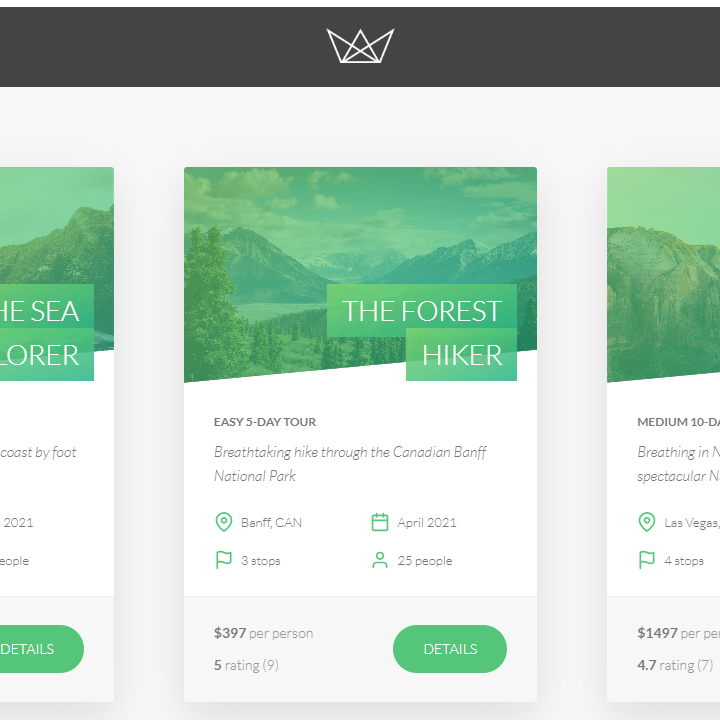 HE SEA
LORER
coast by foot
2021
eople
DETAILS
THE FOREST
HIKER
EASY 5-DAY TOUR
Breathtaking hike through the Canadian Banff
National Park
Banff, CAN
April 2021
3 stops
25 people
$397 per person
5 rating (9)
DETAILS
MEDIUM 10-DA
Breathing in N
spectacular Na
Las Vegas,
4 stops
$1497 per per
4.7 rating (7)